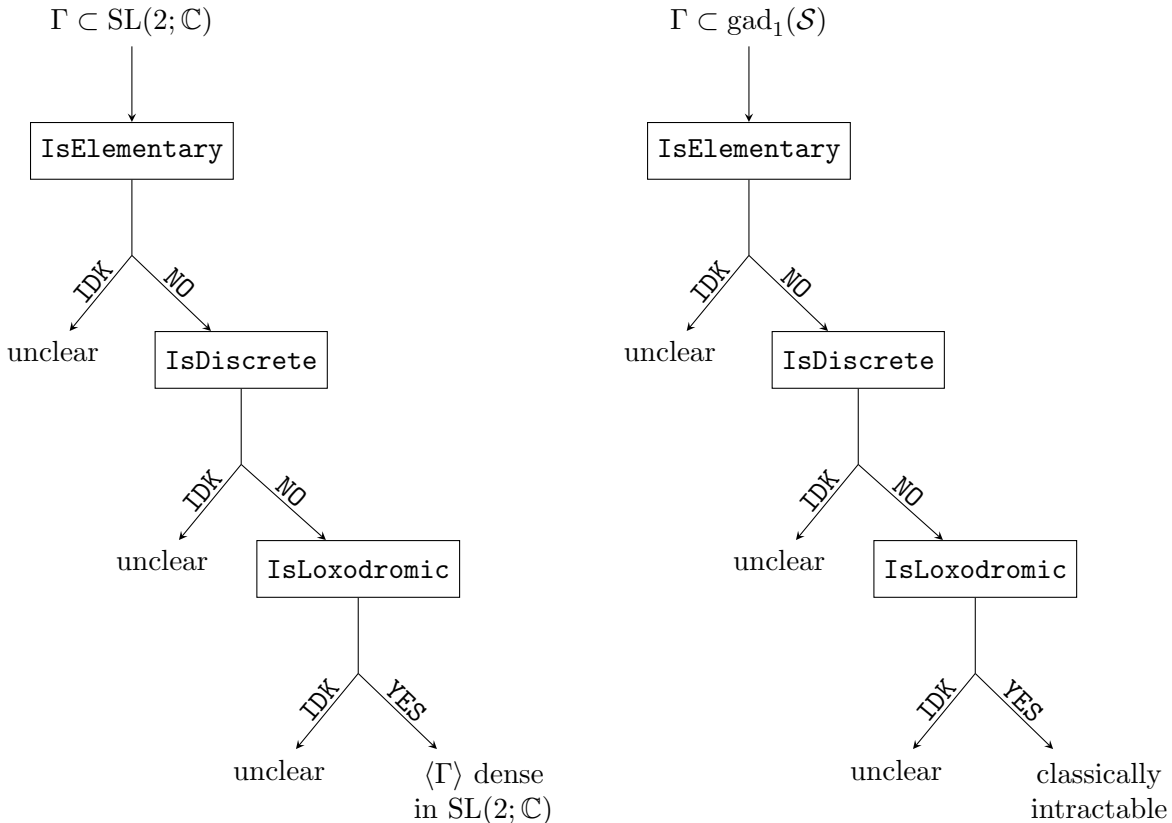 Γ ⊂ SL(2; ℂ)
IsElementary
IDK
NO
unclear
IsDiscrete
IDK
NO
unclear
IsLoxodromic
IDK
YES
unclear
⟨Γ⟩ dense
in SL(2; ℂ)
Γ ⊂ gad₁(𝒮)
IsElementary
IDK
NO
unclear
IsDiscrete
IDK
NO
unclear
IsLoxodromic
IDK
YES
unclear
classically
intractable